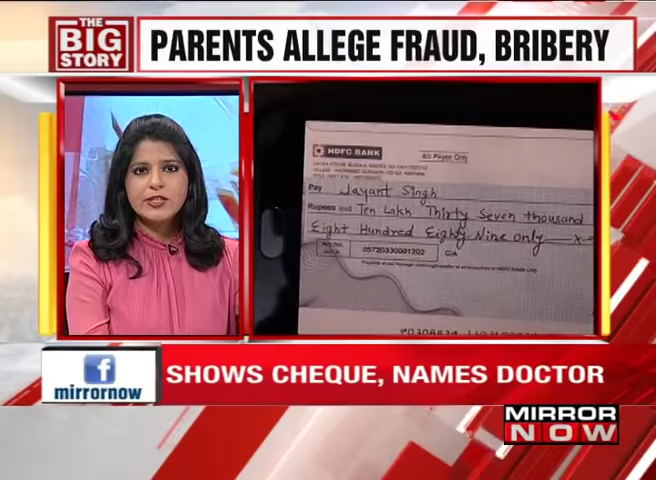 THE
BIG
STORY
PARENTS ALLEGE FRAUD, BRIBERY
HDFC BANK
A/c Payee Only
Pay Jayant Singh
Rupees Ten Lakh Thirty Seven thousand
Eight Hundred Eighty Nine only x
05720330001202 C/A
mirrornow
SHOWS CHEQUE, NAMES DOCTOR
MIRROR
NOW